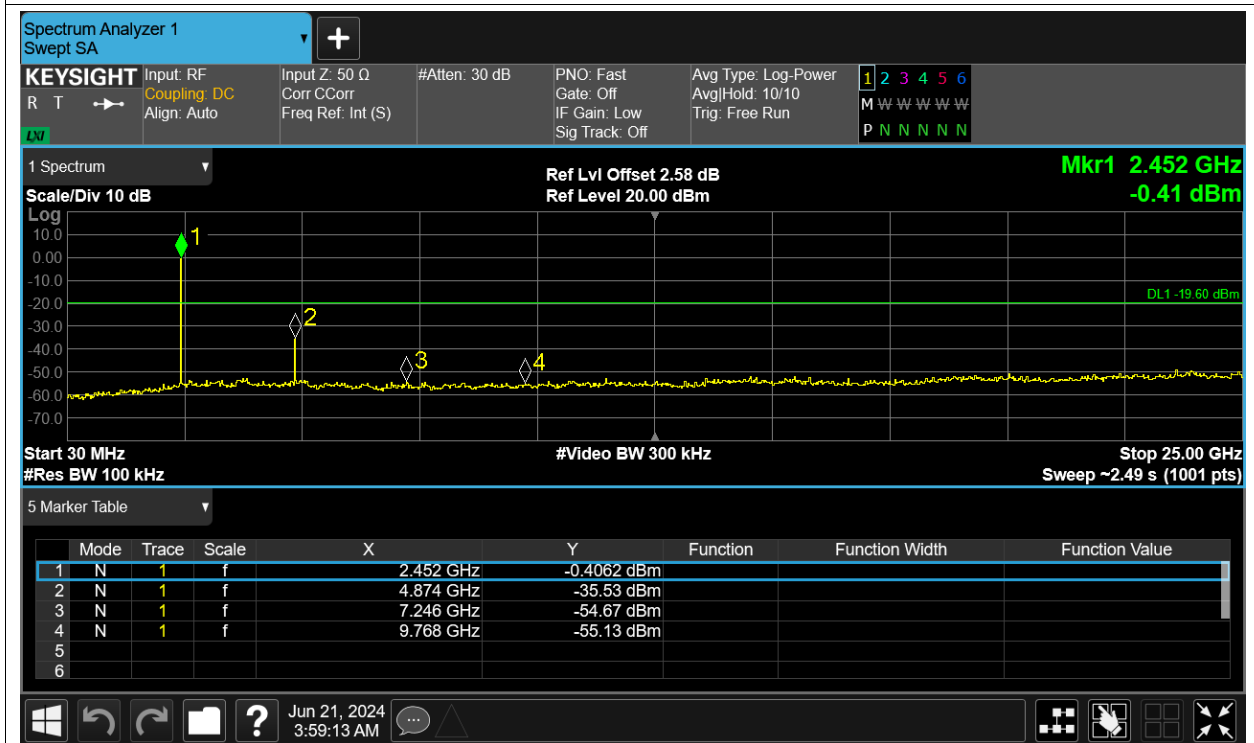 Spectrum Analyzer 1
Swept SA
+
KEYSIGHT
R T
LXI
Input: RF
Coupling: DC
Align: Auto
Input Z: 50 Ω
Corr CCorr
Freq Ref: Int (S)
#Atten: 30 dB
PNO: Fast
Gate: Off
IF Gain: Low
Sig Track: Off
Avg Type: Log-Power
Avg|Hold: 10/10
Trig: Free Run
1 2 3 4 5 6
M W W W W W
P N N N N N
1 Spectrum
Scale/Div 10 dB
Ref Lvl Offset 2.58 dB
Ref Level 20.00 dBm
Mkr1 2.452 GHz
-0.41 dBm
Log
10.0
0.00
-10.0
-20.0
-30.0
-40.0
-50.0
-60.0
-70.0
1
2
3
4
DL1 -19.60 dBm
Start 30 MHz
#Res BW 100 kHz
#Video BW 300 kHz
Stop 25.00 GHz
Sweep ~2.49 s (1001 pts)
5 Marker Table
Mode Trace Scale X Y Function Function Width Function Value
1 N 1 f 2.452 GHz -0.4062 dBm
2 N 1 f 4.874 GHz -35.53 dBm
3 N 1 f 7.246 GHz -54.67 dBm
4 N 1 f 9.768 GHz -55.13 dBm
5
6
?
Jun 21, 2024
3:59:13 AM